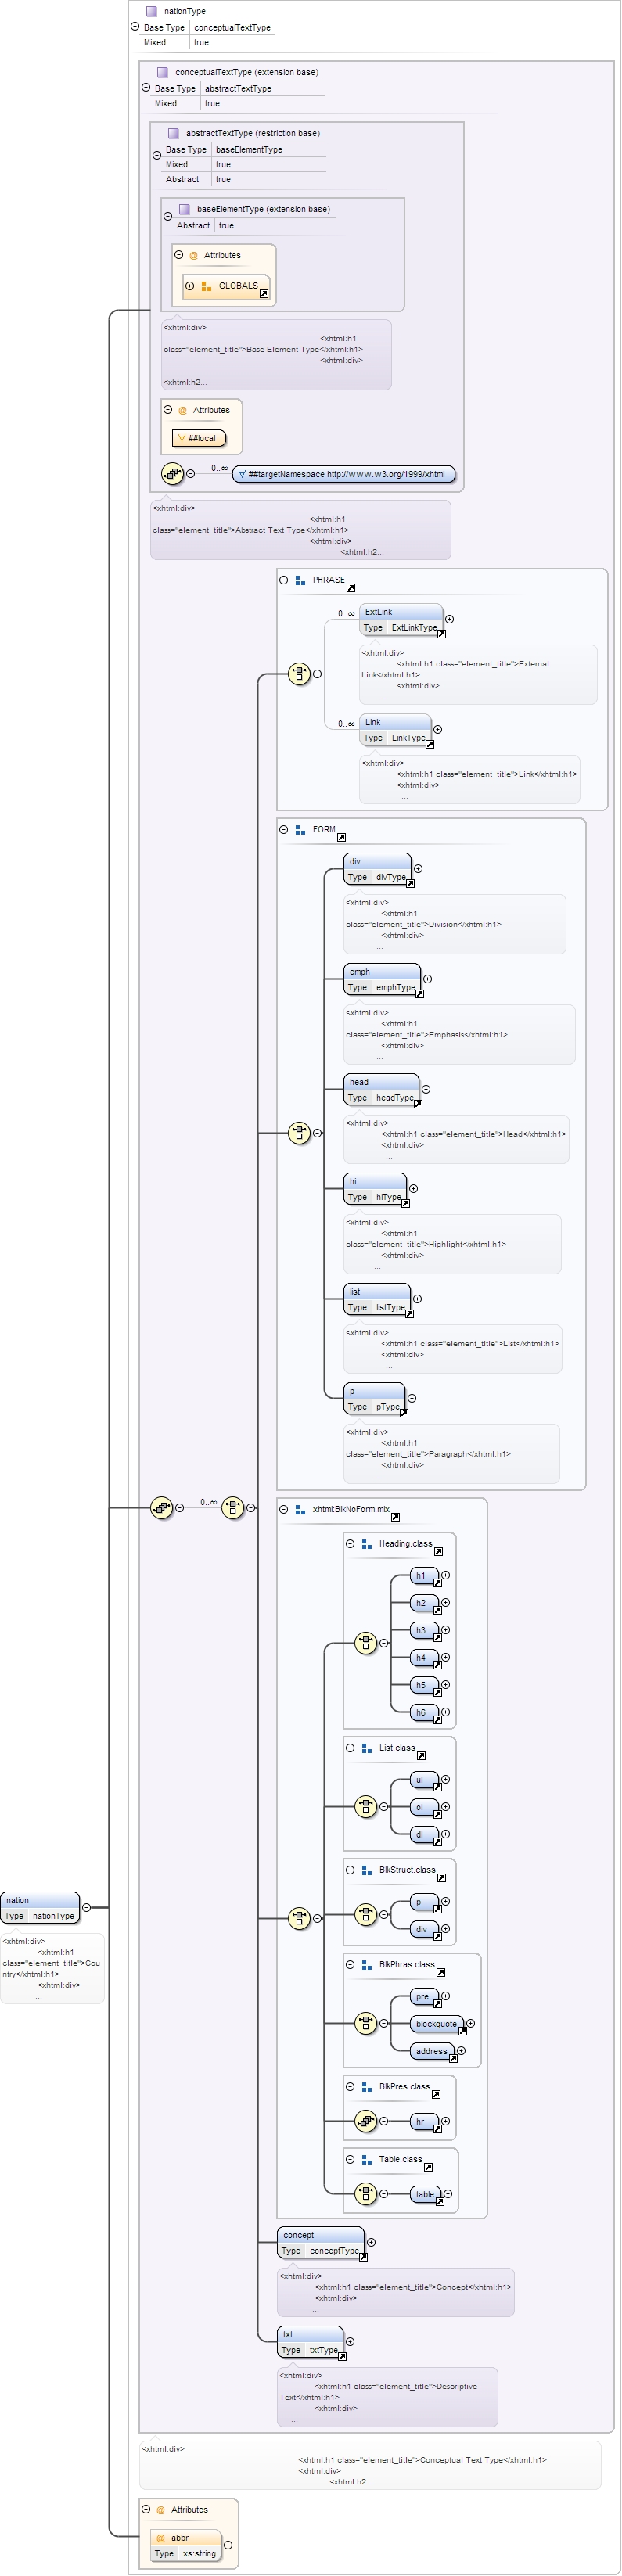 nationType
Base Type conceptualTextType
Mixed true
conceptualTextType (extension base)
Base Type abstractTextType
Mixed true
abstractTextType (restriction base)
Base Type baseElementType
Mixed true
Abstract true
baseElementType (extension base)
Abstract true
@ Attributes
GLOBALS
<xhtml:div>
<xhtml:h1
class="element_title">Base Element Type</xhtml:h1>
<xhtml:div>
<xhtml:h2...
@ Attributes
##local
0..∞ ##targetNamespace http://www.w3.org/1999/xhtml
<xhtml:div>
<xhtml:h1
class="element_title">Abstract Text Type</xhtml:h1>
<xhtml:div>
<xhtml:h2...
PHRASE
0..∞ ExtLink
Type ExtLinkType
<xhtml:div>
<xhtml:h1 class="element_title">External
Link</xhtml:h1>
<xhtml:div>
...
0..∞ Link
Type LinkType
<xhtml:div>
<xhtml:h1 class="element_title">Link</xhtml:h1>
<xhtml:div>
...
FORM
div
Type divType
<xhtml:div>
<xhtml:h1
class="element_title">Division</xhtml:h1>
<xhtml:div>
...
emph
Type emphType
<xhtml:div>
<xhtml:h1
class="element_title">Emphasis</xhtml:h1>
<xhtml:div>
...
head
Type headType
<xhtml:div>
<xhtml:h1 class="element_title">Head</xhtml:h1>
<xhtml:div>
...
hi
Type hiType
<xhtml:div>
<xhtml:h1
class="element_title">Highlight</xhtml:h1>
<xhtml:div>
...
list
Type listType
<xhtml:div>
<xhtml:h1 class="element_title">List</xhtml:h1>
<xhtml:div>
...
p
Type pType
<xhtml:div>
<xhtml:h1
class="element_title">Paragraph</xhtml:h1>
<xhtml:div>
...
0..∞
xhtml:BlkNoForm.mix
Heading.class
h1
h2
h3
h4
h5
h6
List.class
ul
ol
dl
BlkStruct.class
p
div
BlkPhras.class
pre
blockquote
address
BlkPres.class
hr
Table.class
table
nation
Type nationType
<xhtml:div>
<xhtml:h1
class="element_title">Cou
ntry</xhtml:h1>
<xhtml:div>
...
concept
Type conceptType
<xhtml:div>
<xhtml:h1 class="element_title">Concept</xhtml:h1>
<xhtml:div>
...
txt
Type txtType
<xhtml:div>
<xhtml:h1 class="element_title">Descriptive
Text</xhtml:h1>
<xhtml:div>
...
<xhtml:div>
<xhtml:h1 class="element_title">Conceptual Text Type</xhtml:h1>
<xhtml:div>
<xhtml:h2...
@ Attributes
@ abbr
Type xs:string